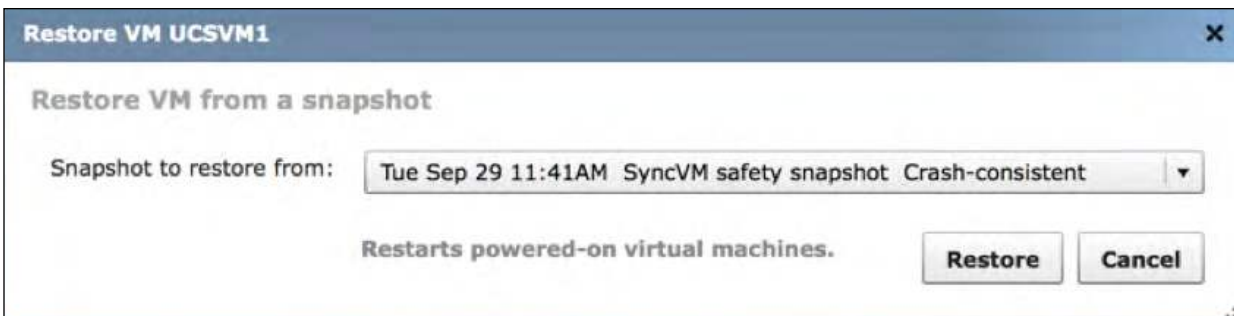 Restore VM UCSVM1
Restore VM from a snapshot
Snapshot to restore from: Tue Sep 29 11:41AM SyncVM safety snapshot Crash-consistent
Restarts powered-on virtual machines. Restore Cancel